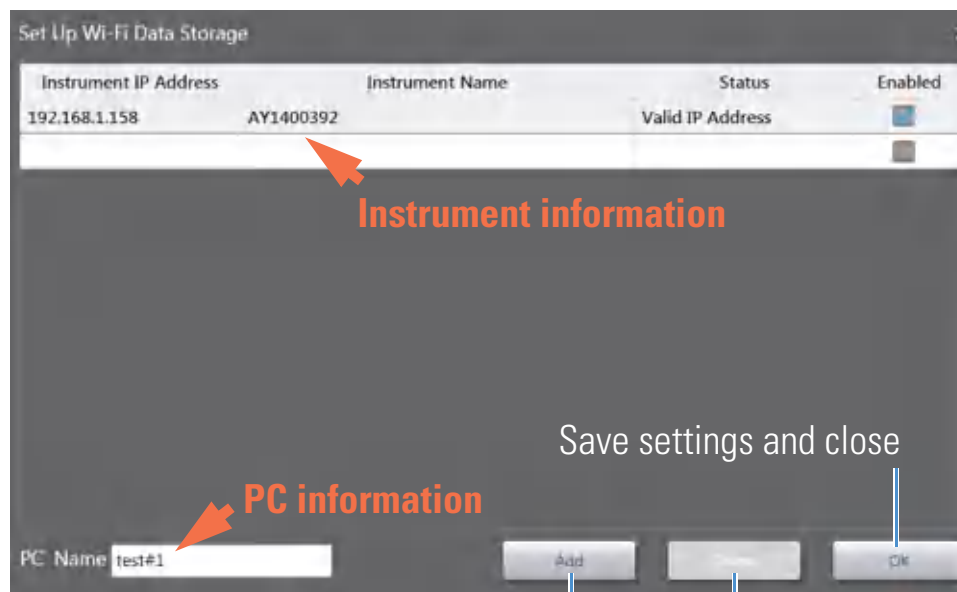 Set Up Wi-Fi Data Storage
Instrument IP Address Instrument Name Status Enabled
192.168.1.158 AY1400392 Valid IP Address
Instrument information
Save settings and close
PC information
PC Name test#1 Add OK